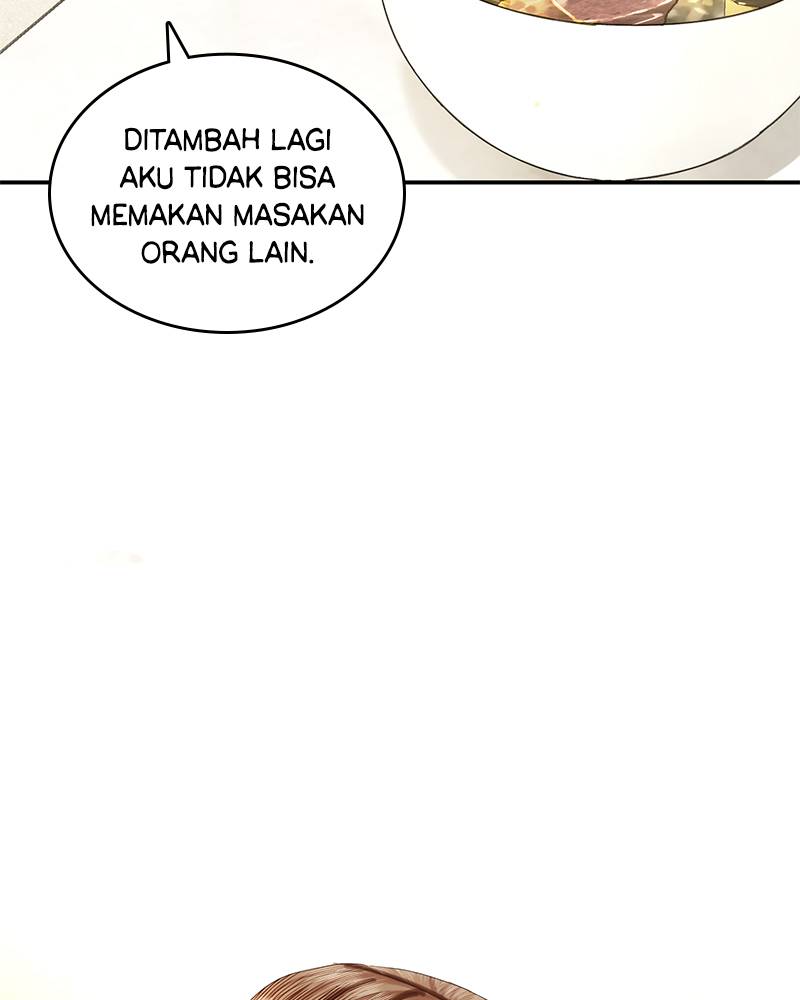 DITAMBAH LAGI
AKU TIDAK BISA
MEMAKAN MASAKAN
ORANG LAIN.